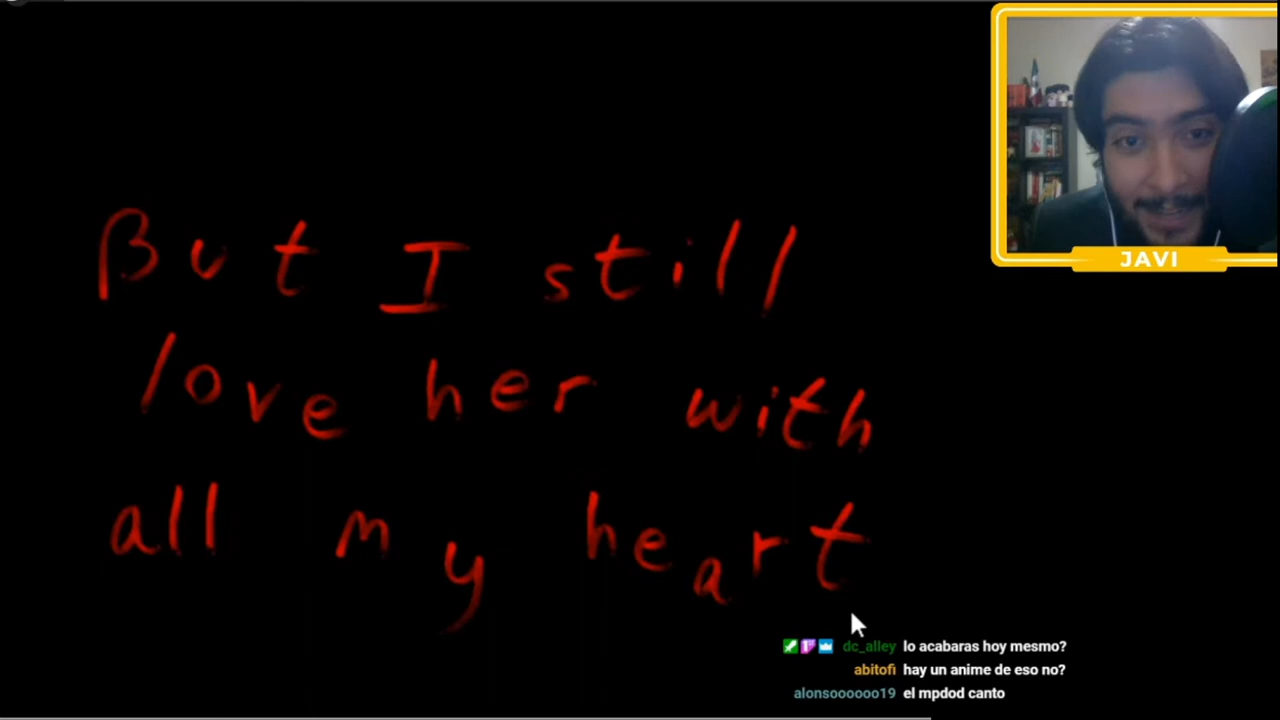 But I still
love her with
all my heart
JAVI
dc_alley lo acabaras hoy mesmo?
abitofi hay un anime de eso no?
alonsoooooo19 el mpdod canto